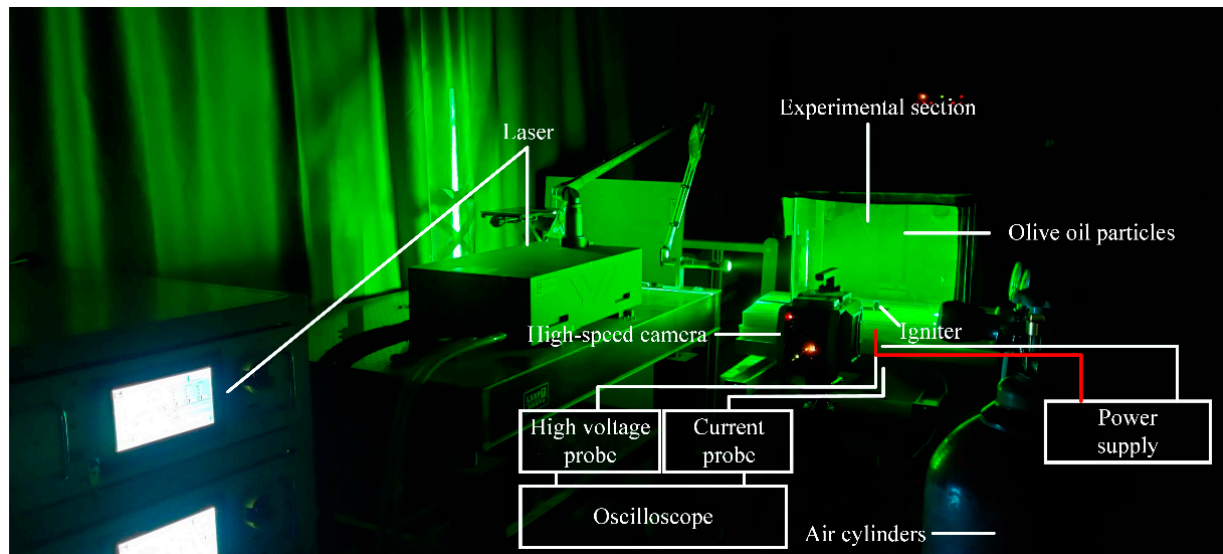 Experimental section
Laser
Olive oil particles
High-speed camera
Igniter
High voltage
probe
Current
probe
Power
supply
Oscilloscope
Air cylinders